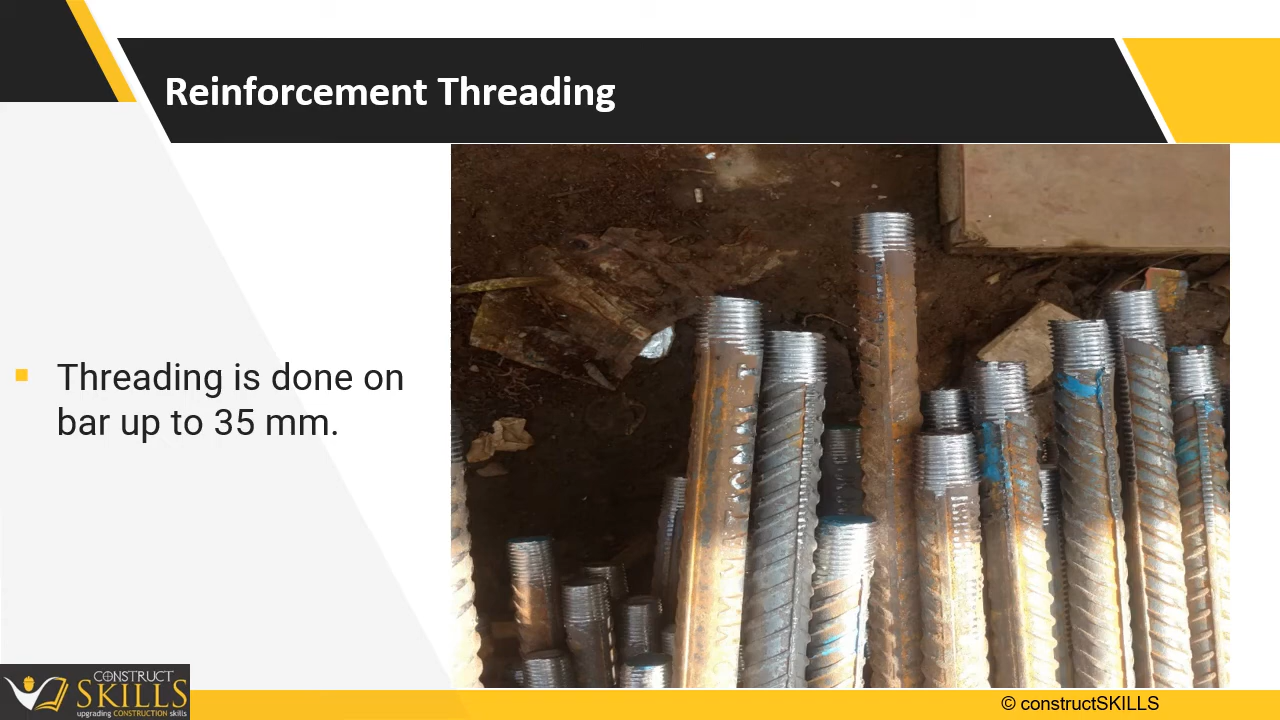 Reinforcement Threading
Threading is done on
bar up to 35 mm.
CONSTRUCT
SKILLS
upgrading CONSTRUCTION skills
© constructSKILLS